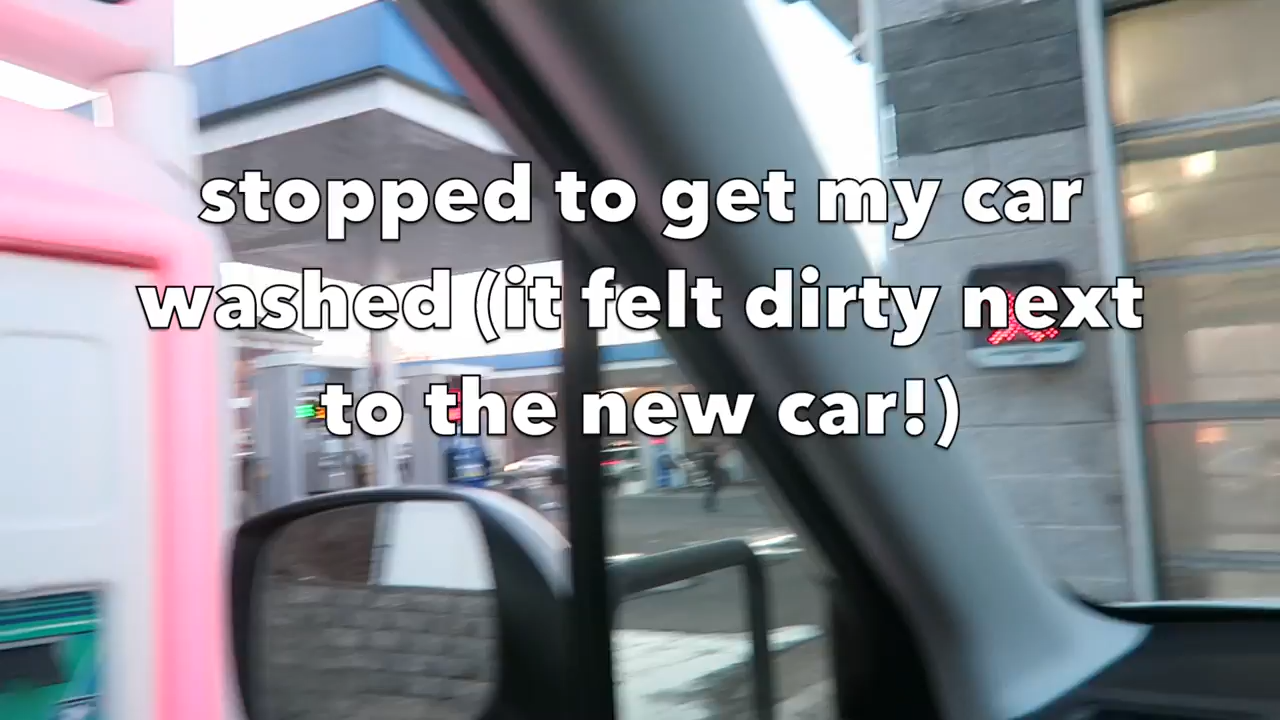 stopped to get my car
washed (it felt dirty next
to the new car!)